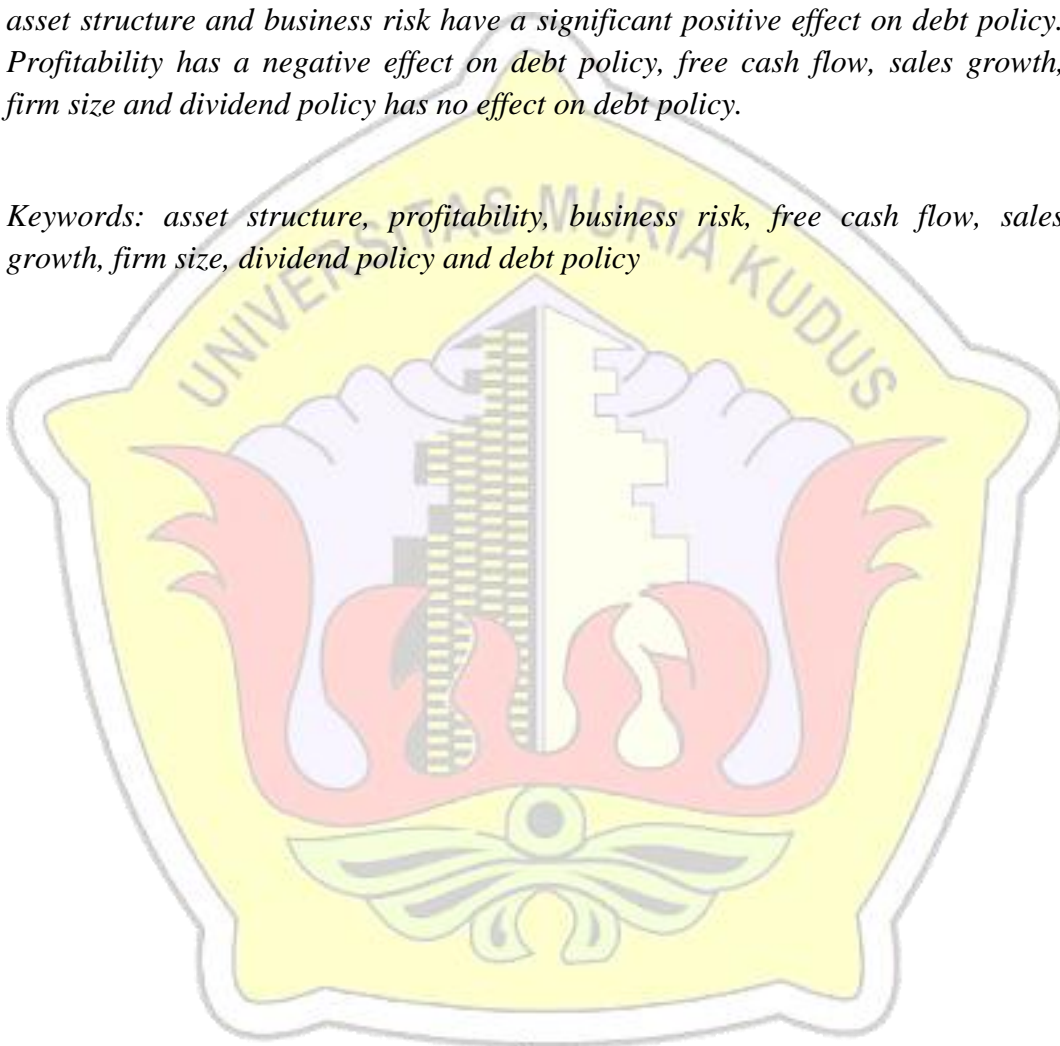 asset structure and business risk have a significant positive effect on debt policy.
Profitability has a negative effect on debt policy, free cash flow, sales growth,
firm size and dividend policy has no effect on debt policy.
Keywords: asset structure, profitability, business risk, free cash flow, sales
growth, firm size, dividend policy and debt policy
UNIVERSITAS MURIA KUDUS